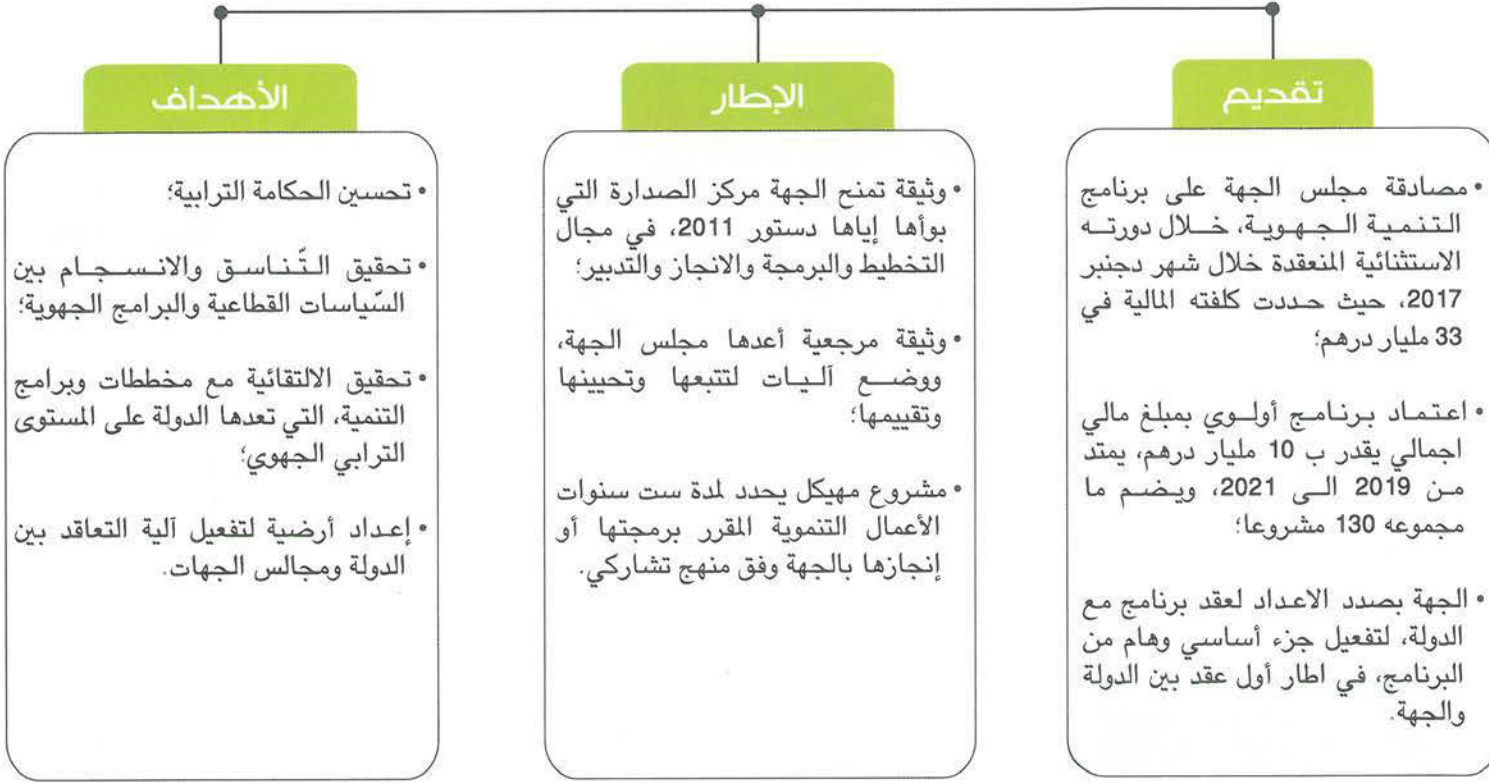 تقديم
• مصادقة مجلس الجهة على برنامج
التنمية الجهوية، خلال دورته
الاستثنائية المنعقدة خلال شهر دجنبر
2017، حيث حددت كلفته المالية في
33 مليار درهم؛
• اعتماد برنامج أولوي بمبلغ مالي
اجمالي يقدر ب 10 مليار درهم، يمتد
من 2019 الى 2021، ويضم ما
مجموعه 130 مشروعا؛
• الجهة بصدد الاعداد لعقد برنامج مع
الدولة، لتفعيل جزء أساسي وهام من
البرنامج، في اطار أول عقد بين الدولة
والجهة.
الإطار
• وثيقة تمنح الجهة مركز الصدارة التي
بوأها إياها دستور 2011، في مجال
التخطيط والبرمجة والانجاز والتدبير؛
• وثيقة مرجعية أعدها مجلس الجهة،
ووضع آليات لتتبعها وتحيينها
وتقييمها؛
• مشروع مهيكل يحدد لمدة ست سنوات
الأعمال التنموية المقرر برمجتها أو
إنجازها بالجهة وفق منهج تشاركي.
الأهداف
• تحسين الحكامة الترابية؛
• تحقيق التّناسق والانسجام بين
السّياسات القطاعية والبرامج الجهوية؛
• تحقيق الالتقائية مع مخططات وبرامج
التنمية، التي تعدها الدولة على المستوى
الترابي الجهوي؛
• إعداد أرضية لتفعيل آلية التعاقد بين
الدولة ومجالس الجهات.